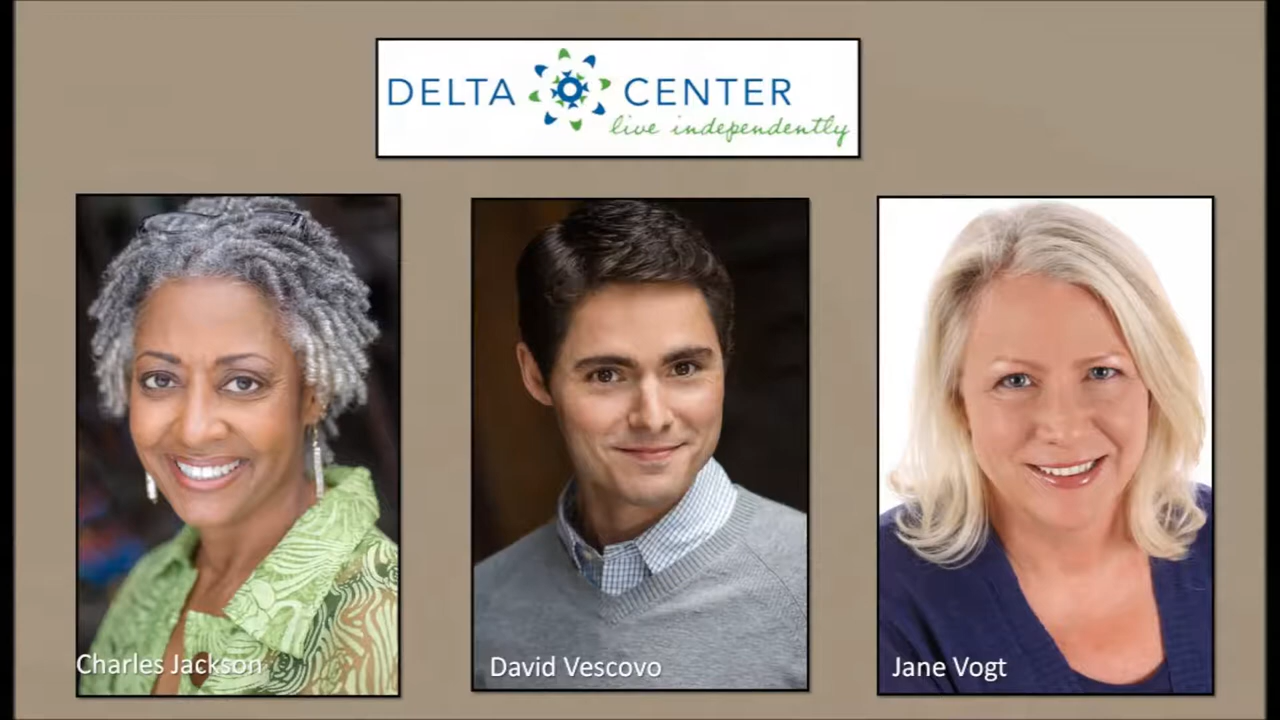 DELTA CENTER
live independently
Charles Jackson
David Vescovo
Jane Vogt